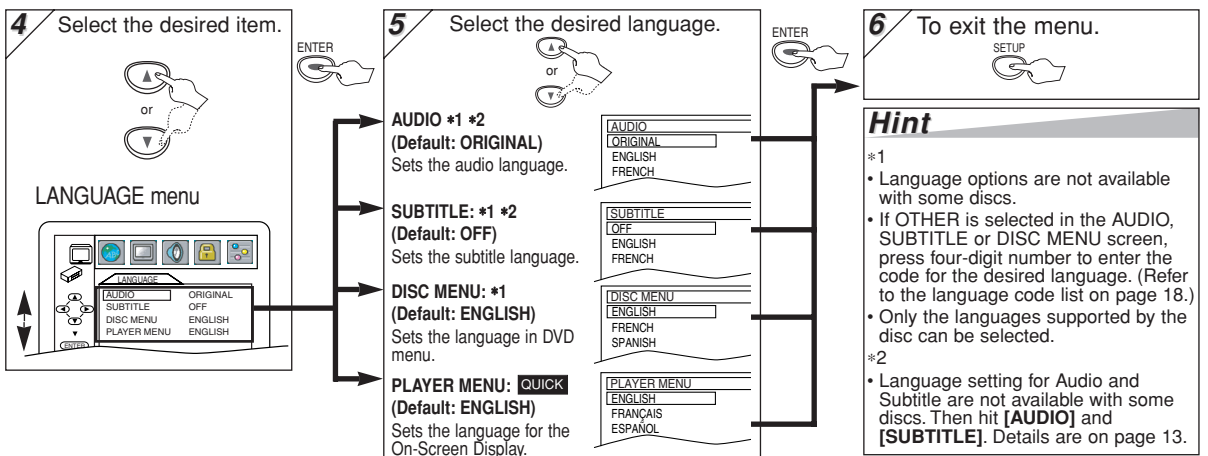 4 Select the desired item.
or
LANGUAGE menu
LANGUAGE
AUDIO ORIGINAL
SUBTITLE OFF
DISC MENU ENGLISH
PLAYER MENU ENGLISH
ENTER
ENTER
5 Select the desired language.
or
AUDIO *1 *2
(Default: ORIGINAL)
Sets the audio language.
AUDIO
ORIGINAL
ENGLISH
FRENCH
SUBTITLE: *1 *2
(Default: OFF)
Sets the subtitle language.
SUBTITLE
OFF
ENGLISH
FRENCH
DISC MENU: *1
(Default: ENGLISH)
Sets the language in DVD
menu.
DISC MENU
ENGLISH
FRENCH
SPANISH
PLAYER MENU: QUICK
(Default: ENGLISH)
Sets the language for the
On-Screen Display.
PLAYER MENU
ENGLISH
FRANÇAIS
ESPAÑOL
ENTER
6 To exit the menu.
SETUP
Hint
*1
• Language options are not available
with some discs.
• If OTHER is selected in the AUDIO,
SUBTITLE or DISC MENU screen,
press four-digit number to enter the
code for the desired language. (Refer
to the language code list on page 18.)
• Only the languages supported by the
disc can be selected.
*2
• Language setting for Audio and
Subtitle are not available with some
discs. Then hit [AUDIO] and
[SUBTITLE]. Details are on page 13.